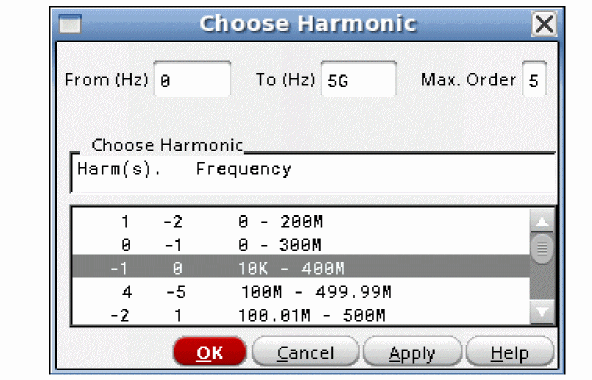 Choose Harmonic
From (Hz) 0 To (Hz) 5G Max. Order 5
Choose Harmonic
Harm(s). Frequency
1 -2 0 - 200M
0 -1 0 - 300M
-1 0 10K - 400M
4 -5 100M - 499.99M
-2 1 100.01M - 500M
OK Cancel Apply Help